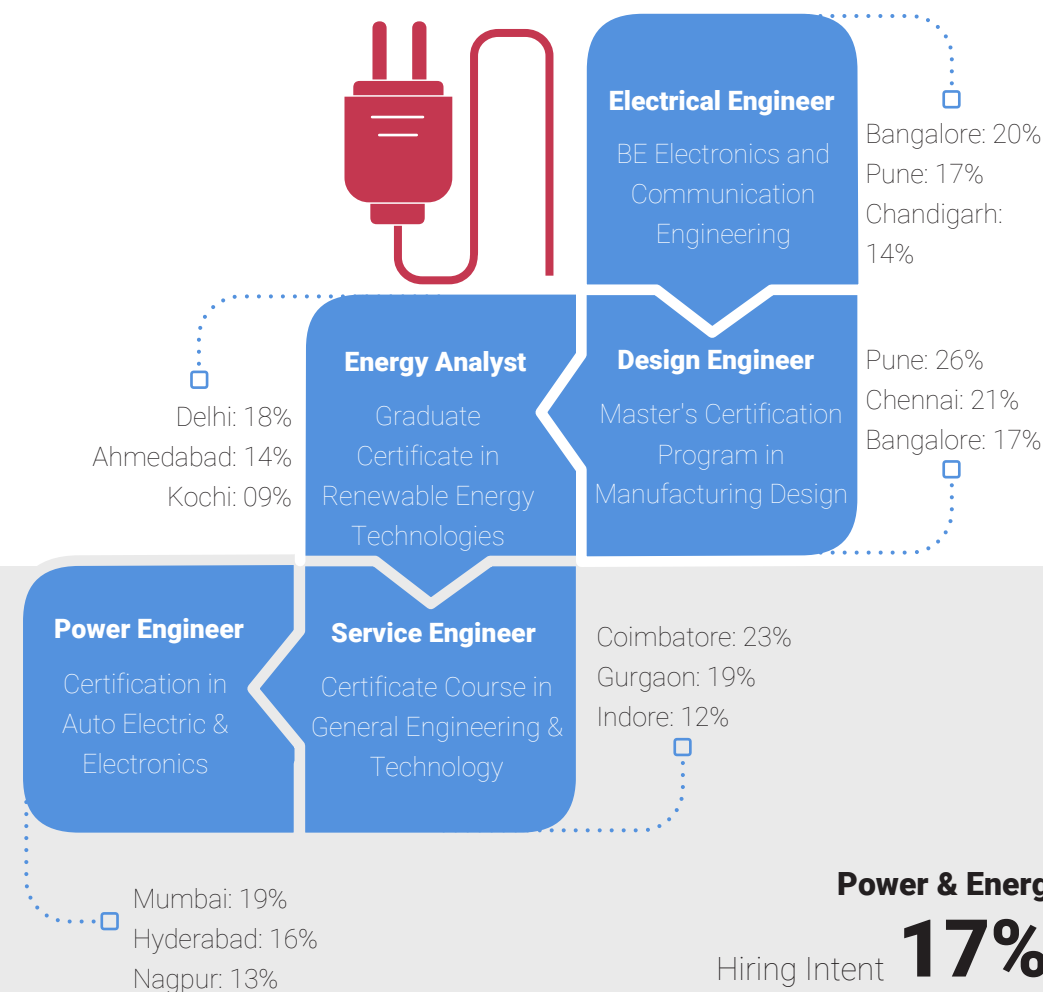 Electrical Engineer
BE Electronics and
Communication
Engineering
Bangalore: 20%
Pune: 17%
Chandigarh:
14%
Energy Analyst
Graduate
Certificate in
Renewable Energy
Technologies
Delhi: 18%
Ahmedabad: 14%
Kochi: 09%
Design Engineer
Master's Certification
Program in
Manufacturing Design
Pune: 26%
Chennai: 21%
Bangalore: 17%
Power Engineer
Certification in
Auto Electric &
Electronics
Service Engineer
Certificate Course in
General Engineering &
Technology
Coimbatore: 23%
Gurgaon: 19%
Indore: 12%
Mumbai: 19%
Hyderabad: 16%
Nagpur: 13%
Power & Energ
Hiring Intent 17%